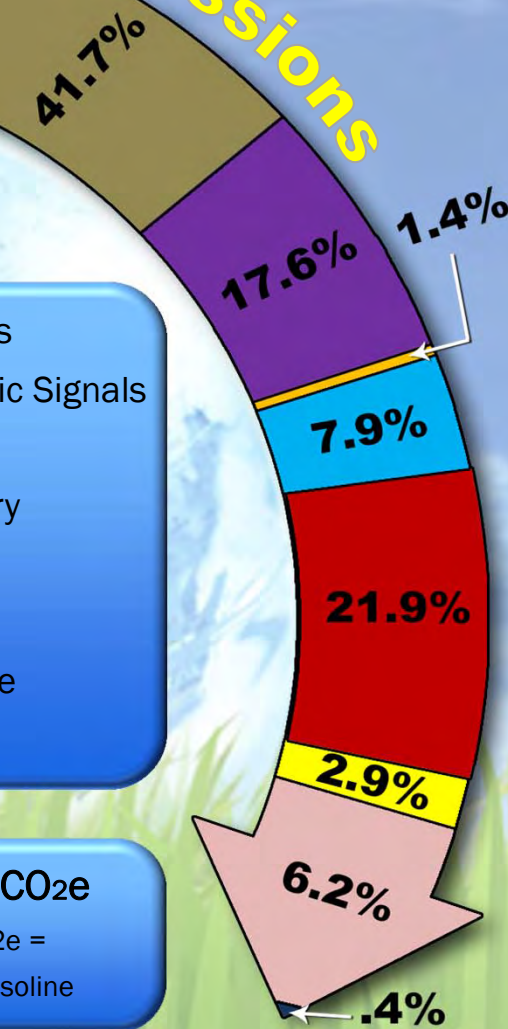 ssions
41.7%
17.6%
1.4%
7.9%
21.9%
2.9%
6.2%
.4%
s
ic Signals
ry
e
CO₂e
2e =
soline